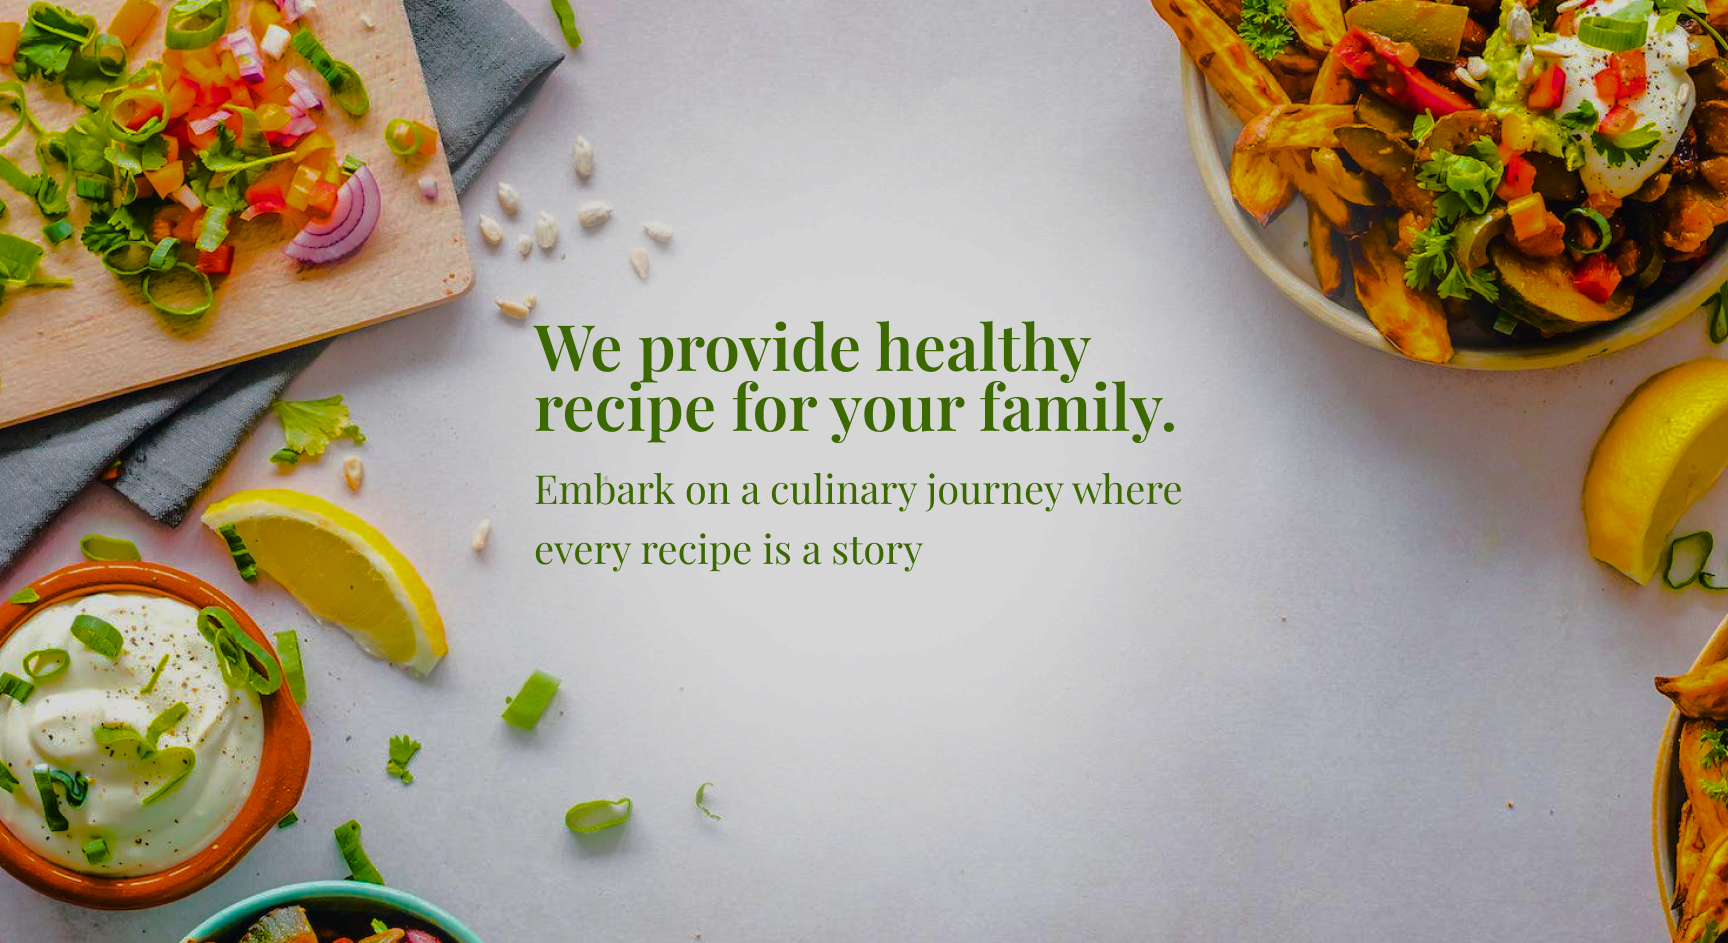 We provide healthy
recipe for your family.
Embark on a culinary journey where
every recipe is a story